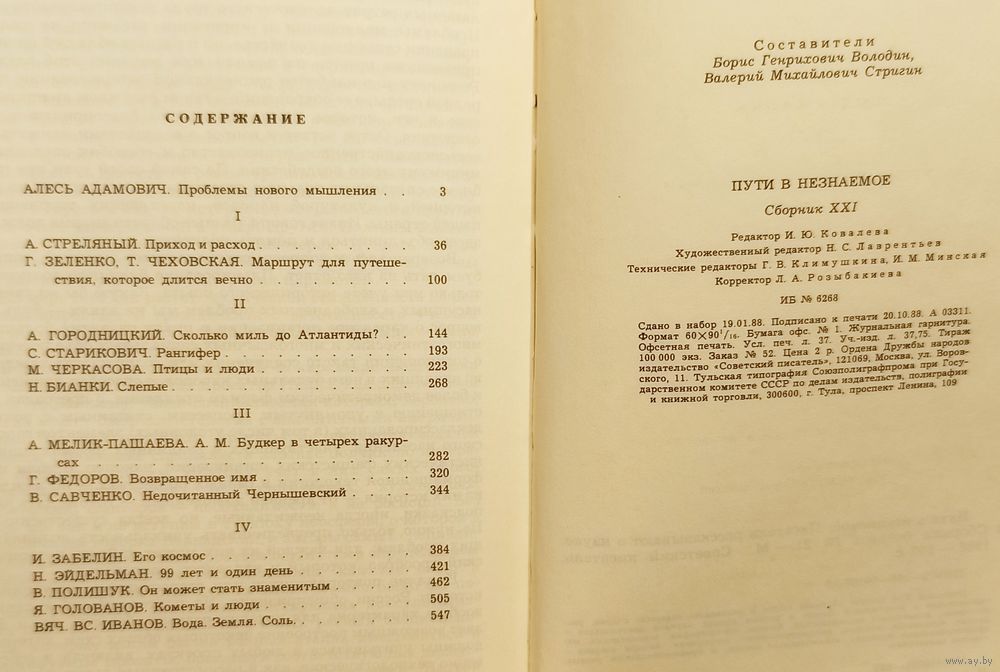 СОДЕРЖАНИЕ
АЛЕСЬ АДАМОВИЧ. Проблемы нового мышления . . 3
I
А. СТРЕЛЯНЫЙ. Приход и расход . . . . . . . . . 36
Г. ЗЕЛЕНКО, Т. ЧЕХОВСКАЯ. Маршрут для путеше-
ствия, которое длится вечно . . . . . . . . . 100
II
А. ГОРОДНИЦКИЙ. Сколько миль до Атлантиды? . . 144
С. СТАРИКОВИЧ. Рангифер . . . . . . . . . . . 193
М. ЧЕРКАСОВА. Птицы и люди . . . . . . . . . 223
Н. БИАНКИ. Слепые . . . . . . . . . . . . . . 268
III
А. МЕЛИК-ПАШАЕВА. А. М. Будкер в четырех ракур-
сах . . . . . . . . . . . . . . . . . . 282
Г. ФЕДОРОВ. Возвращенное имя . . . . . . . . . 320
В. САВЧЕНКО. Недочитанный Чернышевский . . . . 344
IV
И. ЗАБЕЛИН. Его космос . . . . . . . . . . . . 384
Н. ЭЙДЕЛЬМАН. 99 лет и один день . . . . . . . 421
В. ПОЛИЩУК. Он может стать знаменитым . . . . . 462
Я. ГОЛОВАНОВ. Кометы и люди . . . . . . . . . 505
ВЯЧ. ВС. ИВАНОВ. Вода. Земля. Соль. . . . . . . . 547
Составители
Борис Генрихович Володин,
Валерий Михайлович Стригин
ПУТИ В НЕЗНАЕМОЕ
Сборник XXI
Редактор И. Ю. Ковалева
Художественный редактор Н. С. Лаврентьев
Технические редакторы Г. В. Климушкина, И. М. Минская
Корректор Л. А. Розыбакиева
ИБ № 6268
Сдано в набор 19.01.88. Подписано к печати 20.10.88. А 03311.
Формат 60×90¹/₁₆. Бумага офс. № 1. Журнальная гарнитура.
Офсетная печать. Усл. печ. л. 37. Уч.-изд. л. 37,75. Тираж
100 000 экз. Заказ № 52. Цена 2 р. Ордена Дружбы народов
издательство «Советский писатель», 121069, Москва, ул. Воров-
ского, 11. Тульская типография Союзполиграфпрома при Госу-
дарственном комитете СССР по делам издательств, полиграфии
и книжной торговли, 300600, г. Тула, проспект Ленина, 109
www.ay.by